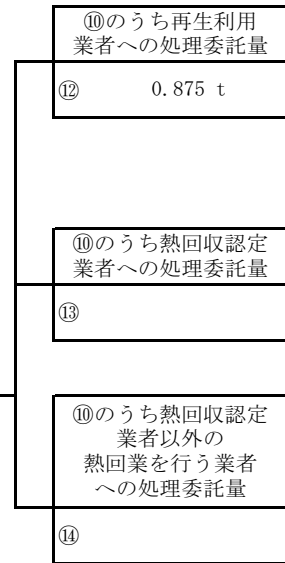 ⑩のうち再生利用
業者への処理委託量
⑫ 0.875 t
⑩のうち熱回収認定
業者への処理委託量
⑬
⑩のうち熱回収認定
業者以外の
熱回業を行う業者
への処理委託量
⑭